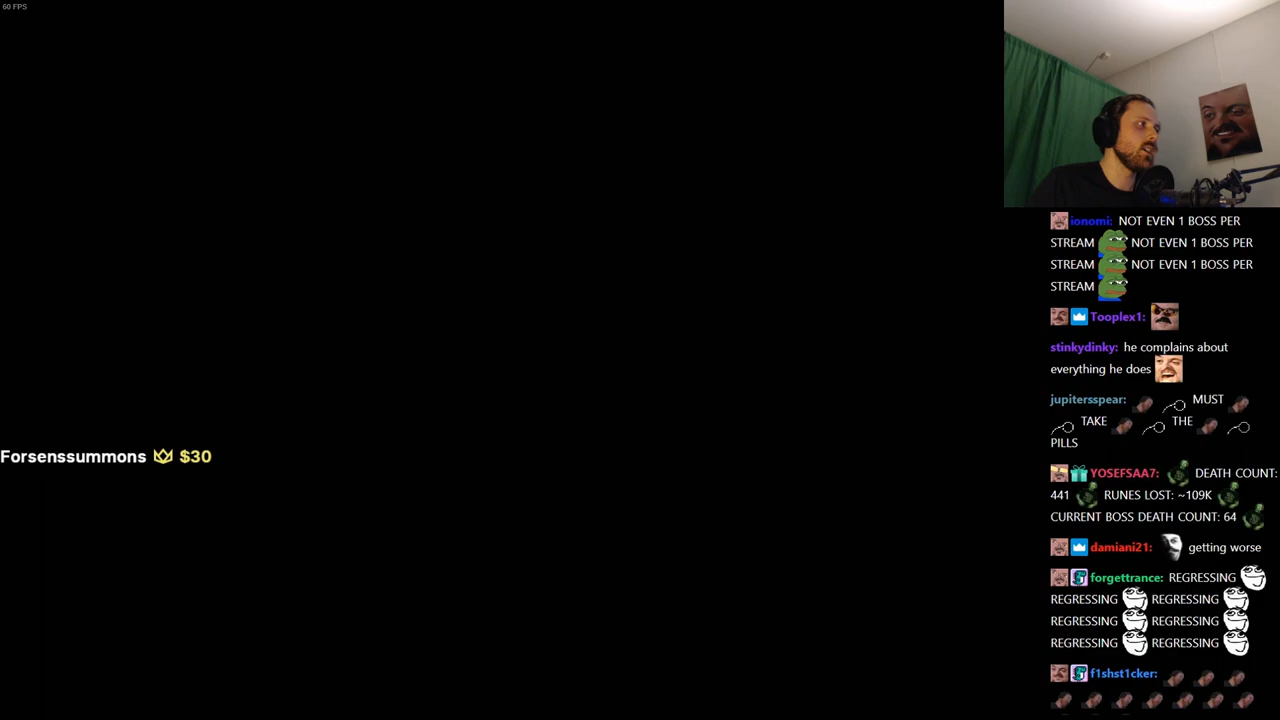 60 FPS
ionomi: NOT EVEN 1 BOSS PER
STREAM NOT EVEN 1 BOSS PER
STREAM NOT EVEN 1 BOSS PER
STREAM
Tooplex1:
stinkydinky: he complains about
everything he does
jupitersspear: MUST
TAKE THE
PILLS
Forsenssummons $30
YOSEFSAA7: DEATH COUNT:
441 RUNES LOST: ~109K
CURRENT BOSS DEATH COUNT: 64
damiani21: getting worse
forgettrance: REGRESSING
REGRESSING REGRESSING
REGRESSING REGRESSING
REGRESSING REGRESSING
f1shst1cker: